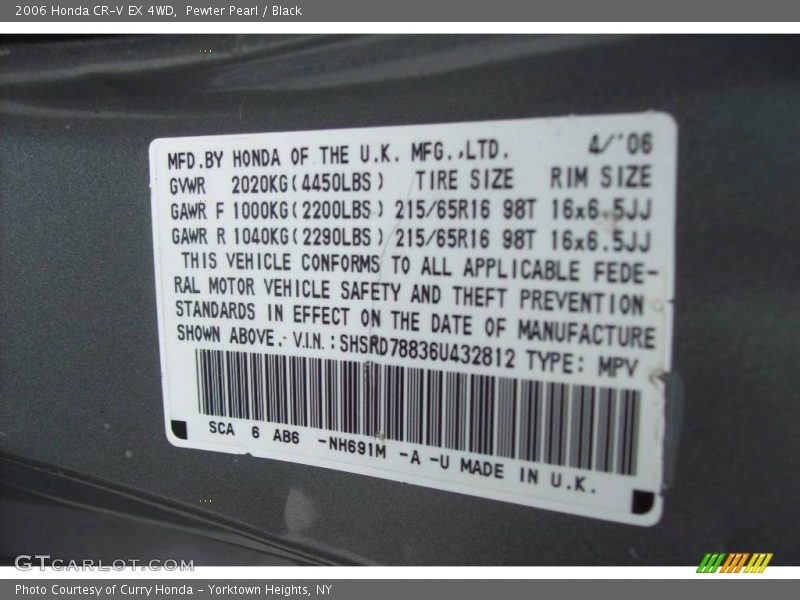 2006 Honda CR-V EX 4WD, Pewter Pearl / Black
MFD.BY HONDA OF THE U.K. MFG.,LTD. 4/'06
GVWR 2020KG(4450LBS) TIRE SIZE RIM SIZE
GAWR F 1000KG(2200LBS) 215/65R16 98T 16x6.5JJ
GAWR R 1040KG(2290LBS) 215/65R16 98T 16x6.5JJ
THIS VEHICLE CONFORMS TO ALL APPLICABLE FEDE-
RAL MOTOR VEHICLE SAFETY AND THEFT PREVENTION
STANDARDS IN EFFECT ON THE DATE OF MANUFACTURE
SHOWN ABOVE. V.I.N.:SHSRD78836U432812 TYPE: MPV
SCA 6 AB6 -NH691M -A -U MADE IN U.K.
GTCARLOT.COM
Photo Courtesy of Curry Honda - Yorktown Heights, NY